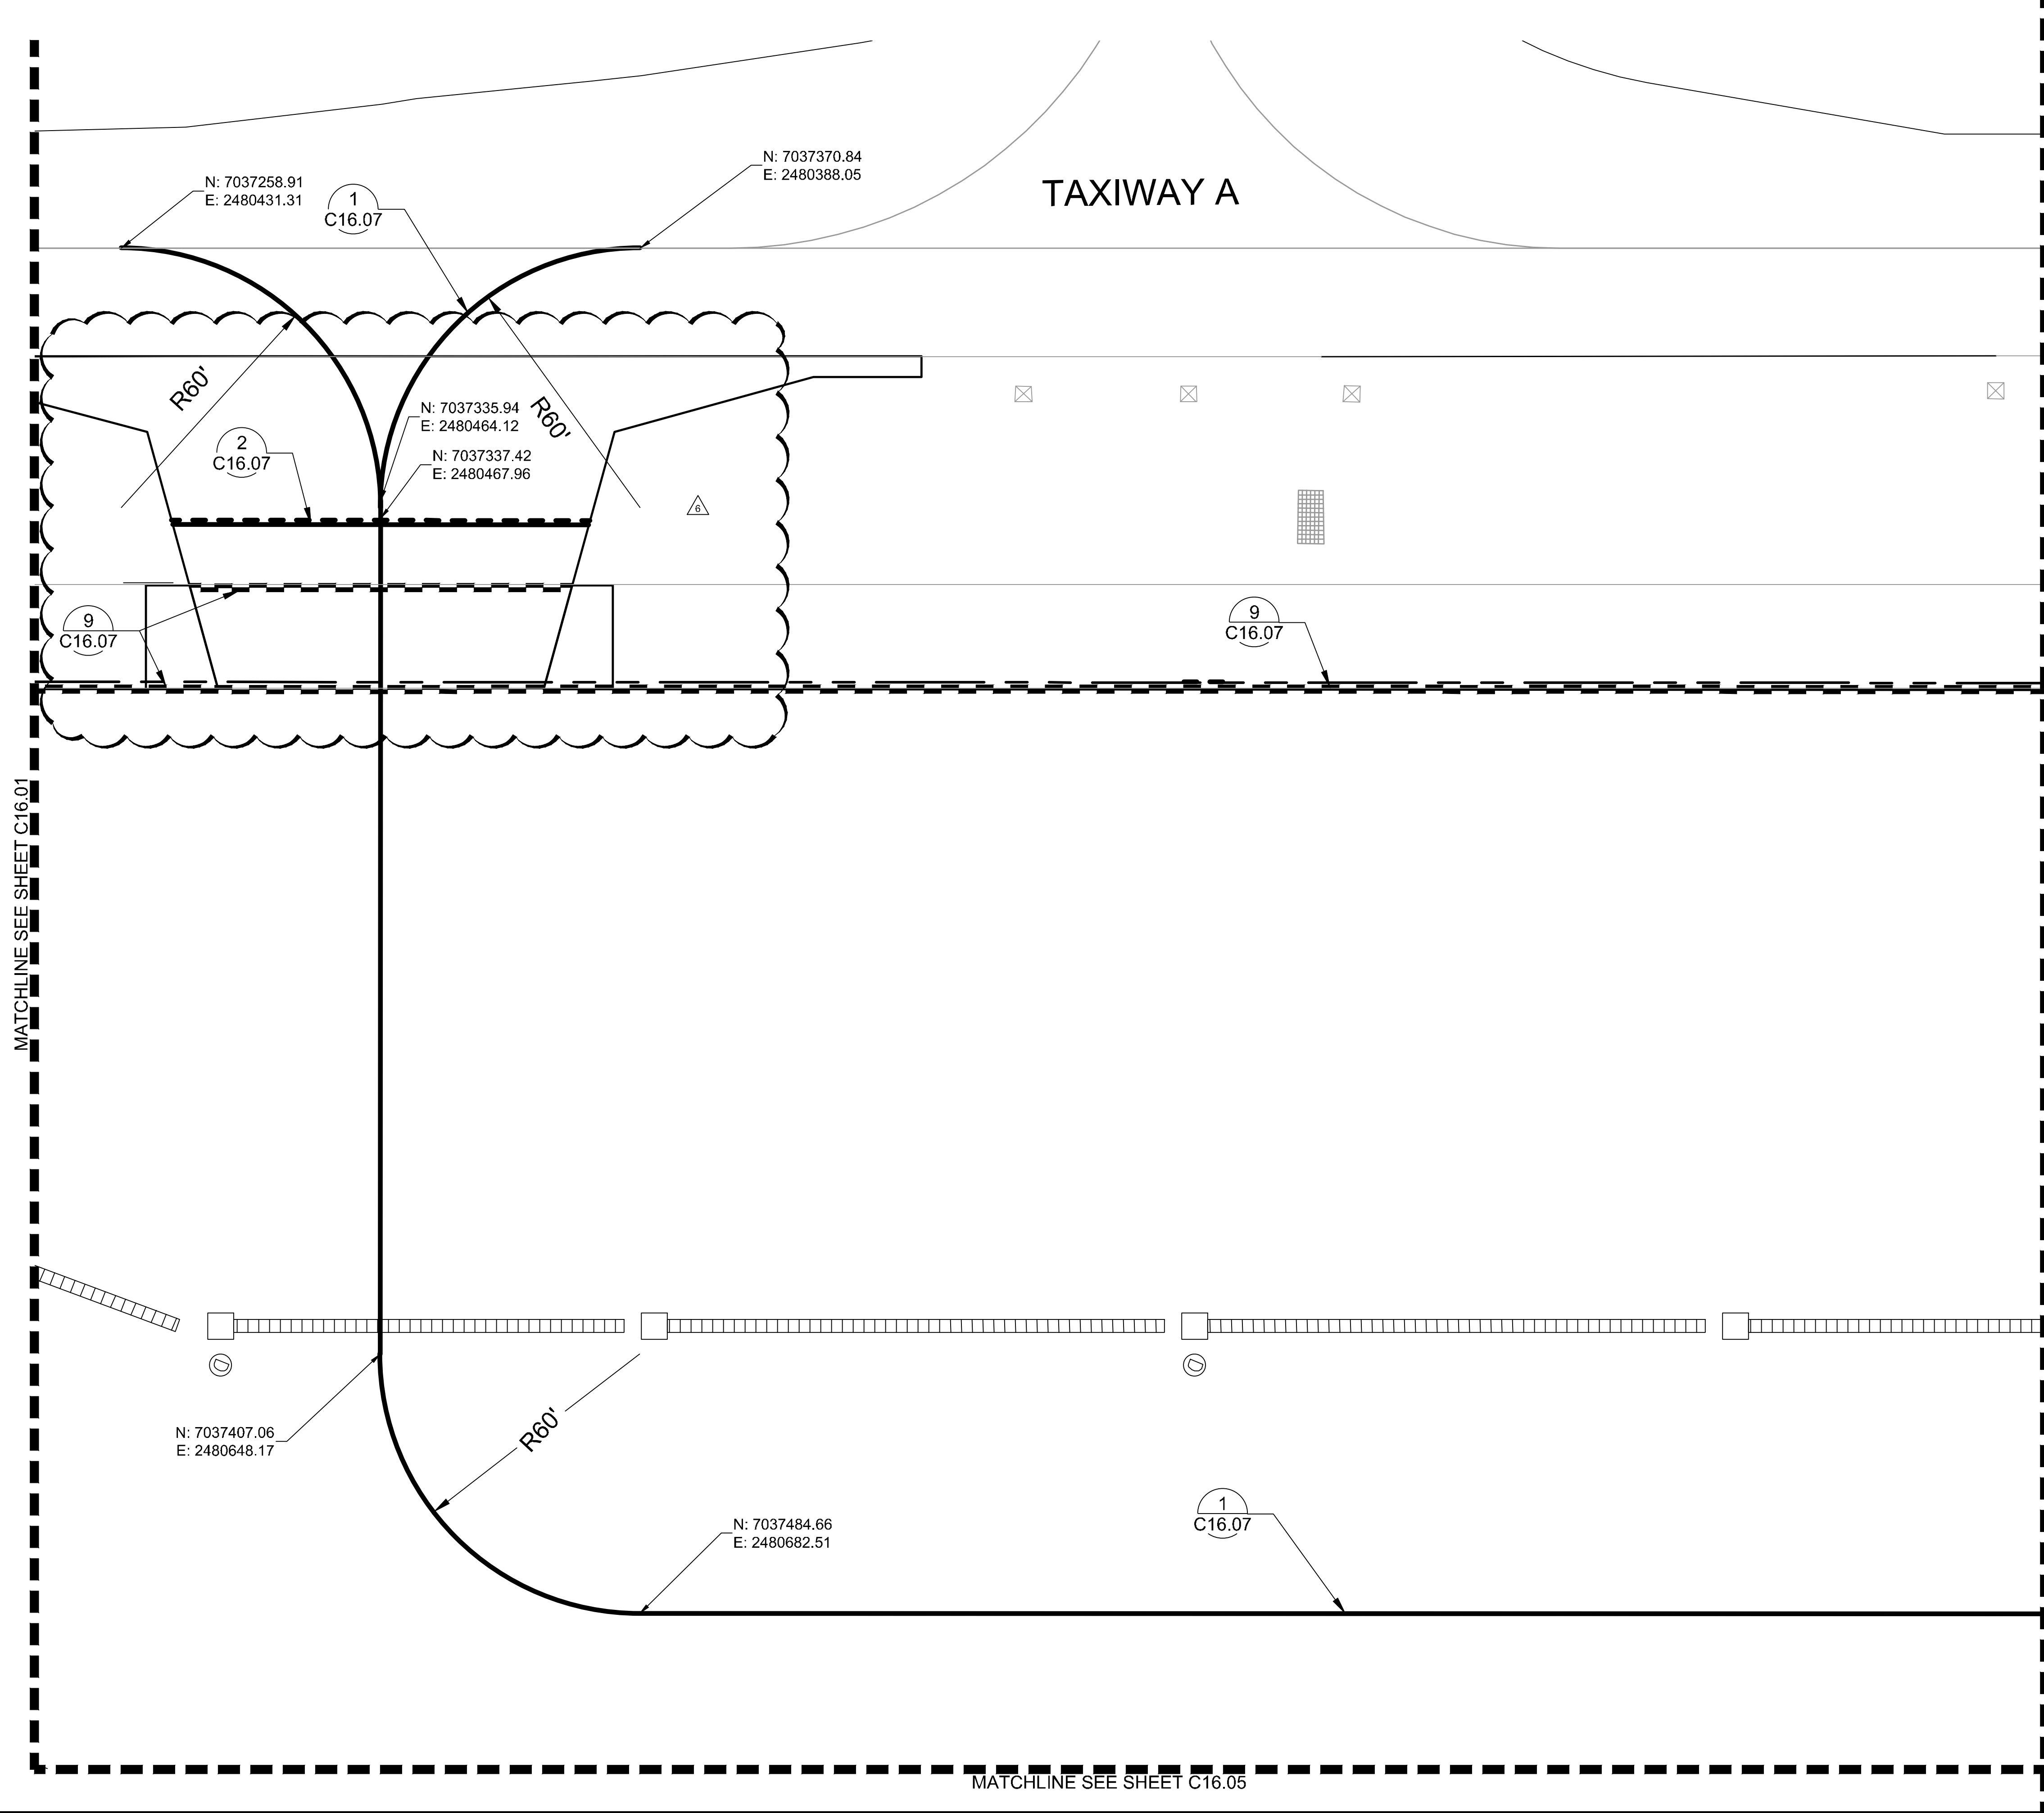 N: 7037370.84
E: 2480388.05
N: 7037258.91
E: 2480431.31
1
C16.07
TAXIWAY A
R60'
R60'
N: 7037335.94
E: 2480464.12
2
C16.07
N: 7037337.42
E: 2480467.96
6
9
C16.07
9
C16.07
MATCHLINE SEE SHEET C16.01
D
D
R60'
N: 7037407.06
E: 2480648.17
1
C16.07
N: 7037484.66
E: 2480682.51
MATCHLINE SEE SHEET C16.05